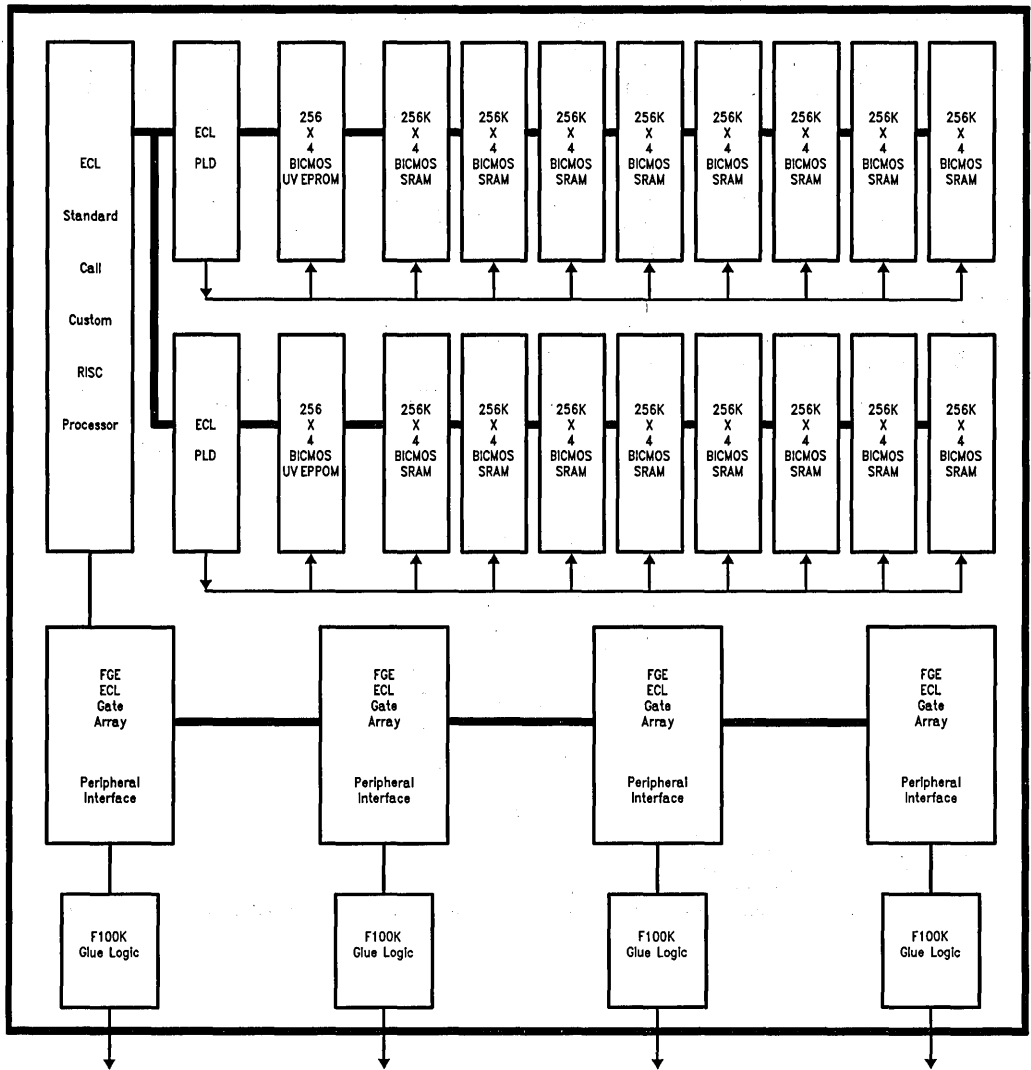 ECL
Standard
Call
Custom
RISC
Processor
ECL
PLD
256
X
4
BICMOS
UV EPROM
256K
X
4
BICMOS
SRAM
256K
X
4
BICMOS
SRAM
256K
X
4
BICMOS
SRAM
256K
X
4
BICMOS
SRAM
256K
X
4
BICMOS
SRAM
256K
X
4
BICMOS
SRAM
256K
X
4
BICMOS
SRAM
256K
X
4
BICMOS
SRAM
ECL
PLD
256
X
4
BICMOS
UV EPPOM
256K
X
4
BICMOS
SRAM
256K
X
4
BICMOS
SRAM
256K
X
4
BICMOS
SRAM
256K
X
4
BICMOS
SRAM
256K
X
4
BICMOS
SRAM
256K
X
4
BICMOS
SRAM
256K
X
4
BICMOS
SRAM
256K
X
4
BICMOS
SRAM
FGE
ECL
Gate
Array
Peripheral
Interface
FGE
ECL
Gate
Array
Peripheral
Interface
FGE
ECL
Gate
Array
Peripheral
Interface
FGE
ECL
Gate
Array
Peripheral
Interface
F100K
Glue Logic
F100K
Glue Logic
F100K
Glue Logic
F100K
Glue Logic